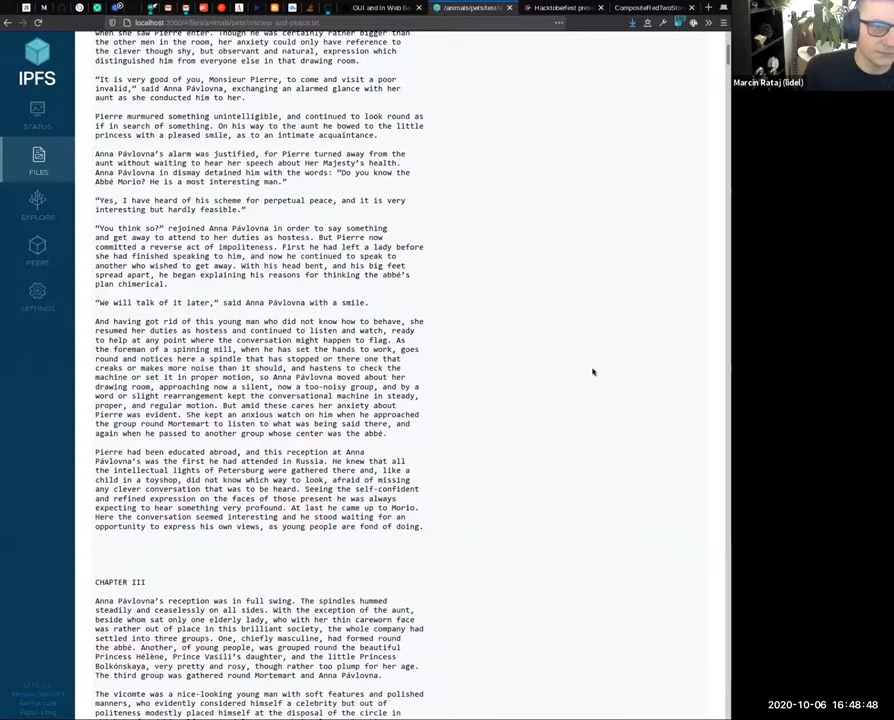 GUI and In Web Ba
/animals/pets/test/
Hacktoberfest pres
CompositeRedTwoStor
localhost:3000/#/files/animals/pets/test/war-and-peace.txt
IPFS
STATUS
FILES
EXPLORE
PEERS
SETTINGS
when she saw Pierre enter. Though he was certainly rather bigger than
the other men in the room, her anxiety could only have reference to
the clever though shy, but observant and natural, expression which
distinguished him from everyone else in that drawing room.
“It is very good of you, Monsieur Pierre, to come and visit a poor
invalid,” said Anna Pávlovna, exchanging an alarmed glance with her
aunt as she conducted him to her.
Pierre murmured something unintelligible, and continued to look round as
if in search of something. On his way to the aunt he bowed to the little
princess with a pleased smile, as to an intimate acquaintance.
Anna Pávlovna’s alarm was justified, for Pierre turned away from the
aunt without waiting to hear her speech about Her Majesty’s health.
Anna Pávlovna in dismay detained him with the words: “Do you know the
Abbé Morio? He is a most interesting man.”
“Yes, I have heard of his scheme for perpetual peace, and it is very
interesting but hardly feasible.”
“You think so?” rejoined Anna Pávlovna in order to say something
and get away to attend to her duties as hostess. But Pierre now
committed a reverse act of impoliteness. First he had left a lady before
she had finished speaking to him, and now he continued to speak to
another who wished to get away. With his head bent, and his big feet
spread apart, he began explaining his reasons for thinking the abbé’s
plan chimerical.
“We will talk of it later,” said Anna Pávlovna with a smile.
And having got rid of this young man who did not know how to behave, she
resumed her duties as hostess and continued to listen and watch, ready
to help at any point where the conversation might happen to flag. As
the foreman of a spinning mill, when he has set the hands to work, goes
round and notices here a spindle that has stopped or there one that
creaks or makes more noise than it should, and hastens to check the
machine or set it in proper motion, so Anna Pávlovna moved about her
drawing room, approaching now a silent, now a too-noisy group, and by a
word or slight rearrangement kept the conversational machine in steady,
proper, and regular motion. But amid these cares her anxiety about
Pierre was evident. She kept an anxious watch on him when he approached
the group round Mortemart to listen to what was being said there, and
again when he passed to another group whose center was the abbé.
Pierre had been educated abroad, and this reception at Anna
Pávlovna’s was the first he had attended in Russia. He knew that all
the intellectual lights of Petersburg were gathered there and, like a
child in a toyshop, did not know which way to look, afraid of missing
any clever conversation that was to be heard. Seeing the self-confident
and refined expression on the faces of those present he was always
expecting to hear something very profound. At last he came up to Morio.
Here the conversation seemed interesting and he stood waiting for an
opportunity to express his own views, as young people are fond of doing.
CHAPTER III
Anna Pávlovna’s reception was in full swing. The spindles hummed
steadily and ceaselessly on all sides. With the exception of the aunt,
beside whom sat only one elderly lady, who with her thin careworn face
was rather out of place in this brilliant society, the whole company had
settled into three groups. One, chiefly masculine, had formed round
the abbé. Another, of young people, was grouped round the beautiful
Princess Hélène, Prince Vasíli’s daughter, and the little Princess
Bolkónskaya, very pretty and rosy, though rather too plump for her age.
The third group was gathered round Mortemart and Anna Pávlovna.
The vicomte was a nice-looking young man with soft features and polished
manners, who evidently considered himself a celebrity but out of
politeness modestly placed himself at the disposal of the circle in
Marcin Rataj (lidel)
2020-10-06 16:48:48